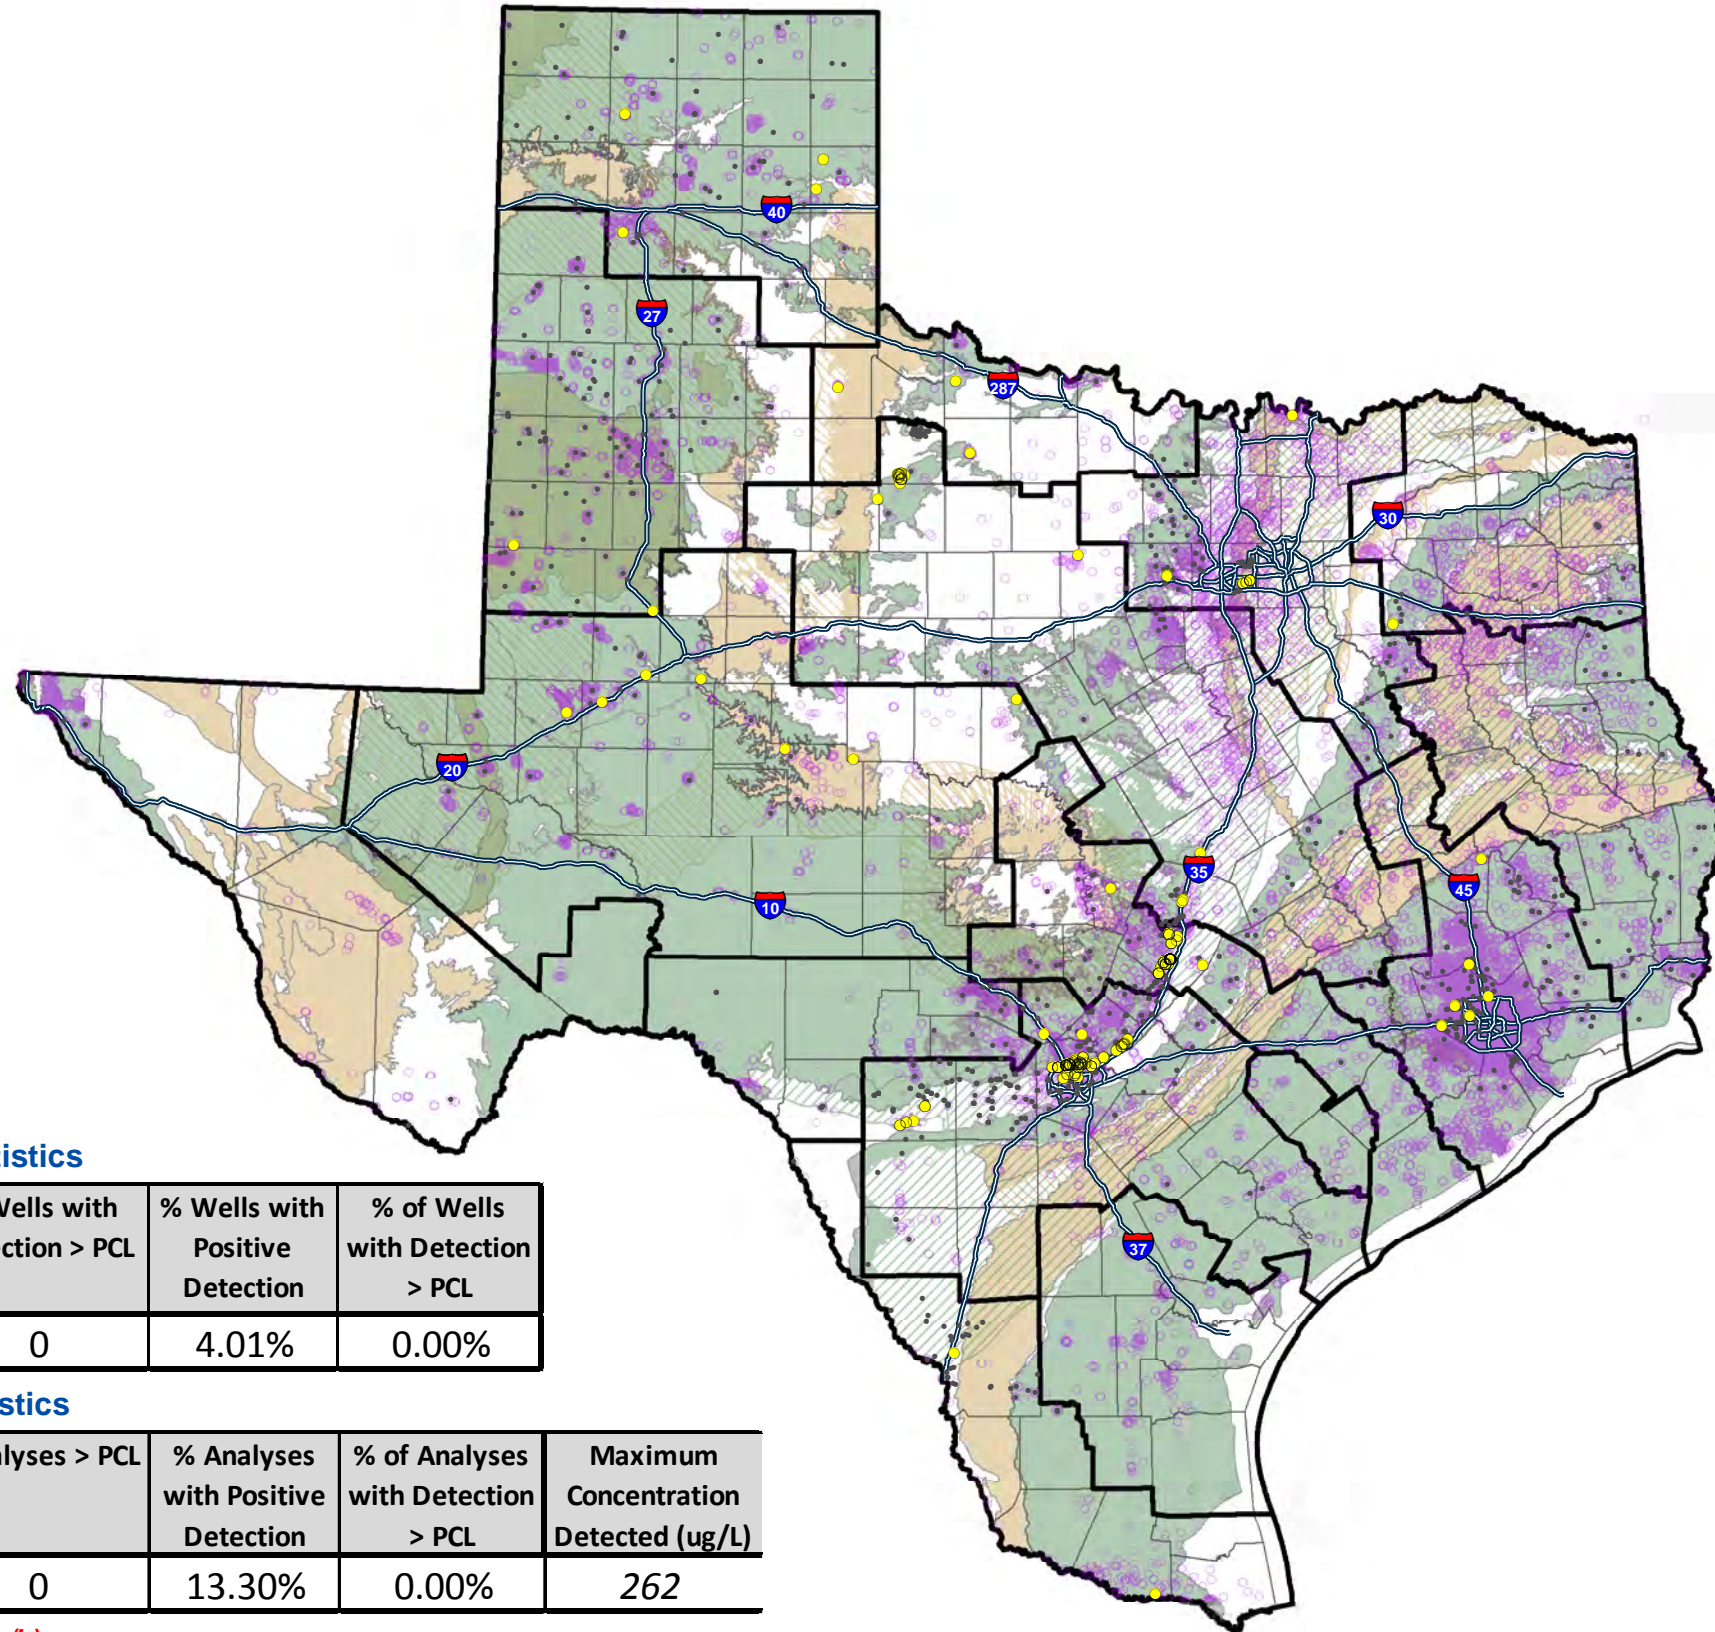 40
27
287
30
20
35
45
10
37
istics
Wells with
% Wells with
% of Wells
ction > PCL
Positive
with Detection
Detection
> PCL
0
4.01%
0.00%
stics
lyses > PCL
% Analyses
% of Analyses
Maximum
with Positive
with Detection
Concentration
Detection
> PCL
Detected (ug/L)
0
13.30%
0.00%
262